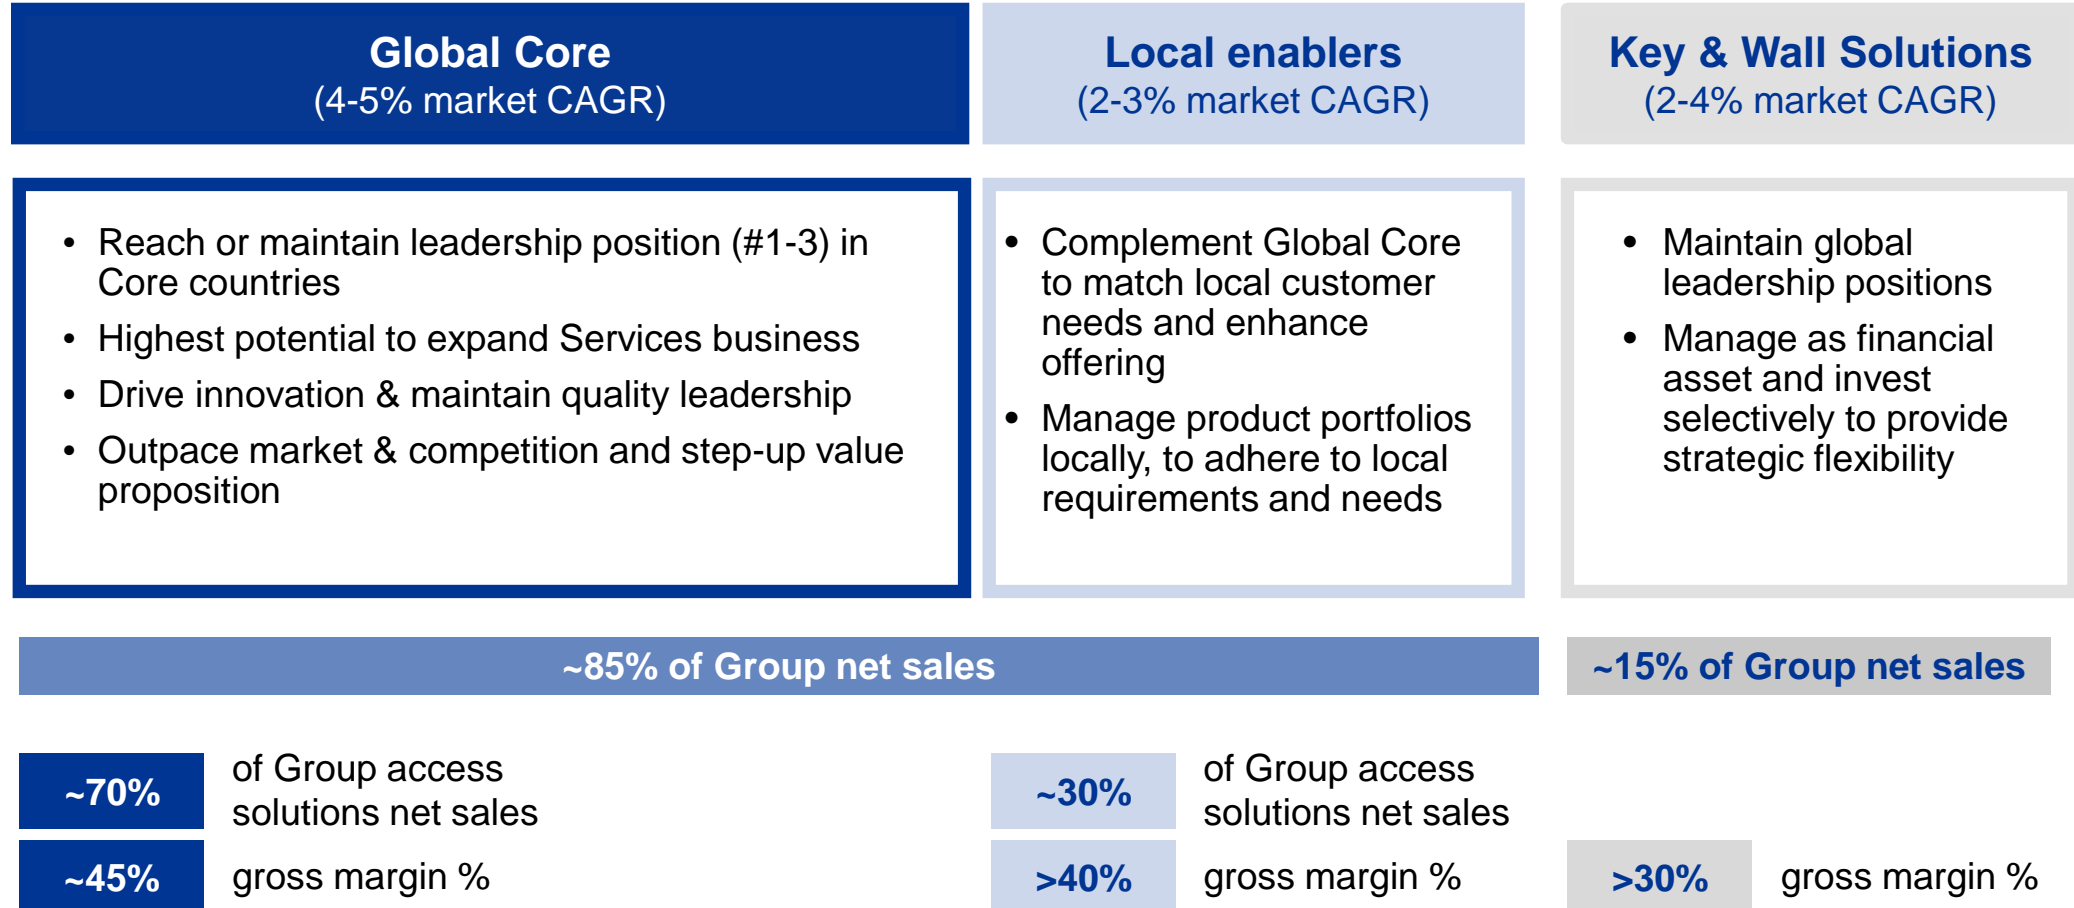 Global Core
(4-5% market CAGR)
• Reach or maintain leadership position (#1-3) in
Core countries
• Highest potential to expand Services business
• Drive innovation & maintain quality leadership
• Outpace market & competition and step-up value
proposition
Local enablers
(2-3% market CAGR)
• Complement Global Core
to match local customer
needs and enhance
offering
• Manage product portfolios
locally, to adhere to local
requirements and needs
Key & Wall Solutions
(2-4% market CAGR)
• Maintain global
leadership positions
• Manage as financial
asset and invest
selectively to provide
strategic flexibility
~85% of Group net sales
~15% of Group net sales
~70%
of Group access
solutions net sales
~45%
gross margin %
~30%
of Group access
solutions net sales
>40%
gross margin %
>30%
gross margin %